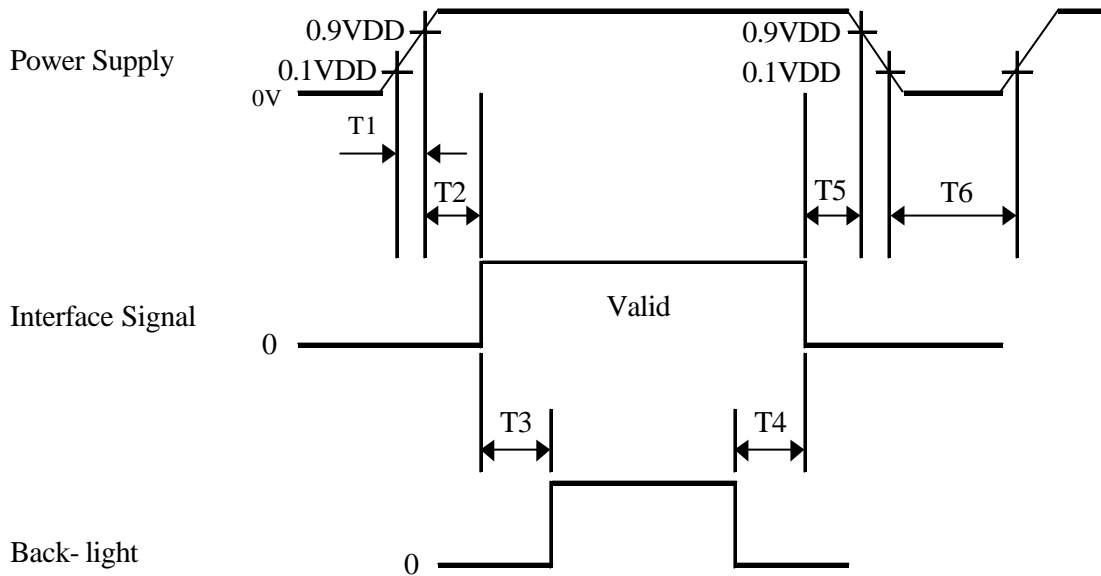 0.9VDD 0.9VDD
Power Supply
0.1VDD 0.1VDD
0V
T1
T2 T5 T6
Interface Signal
Valid
0
T3 T4
Back- light
0